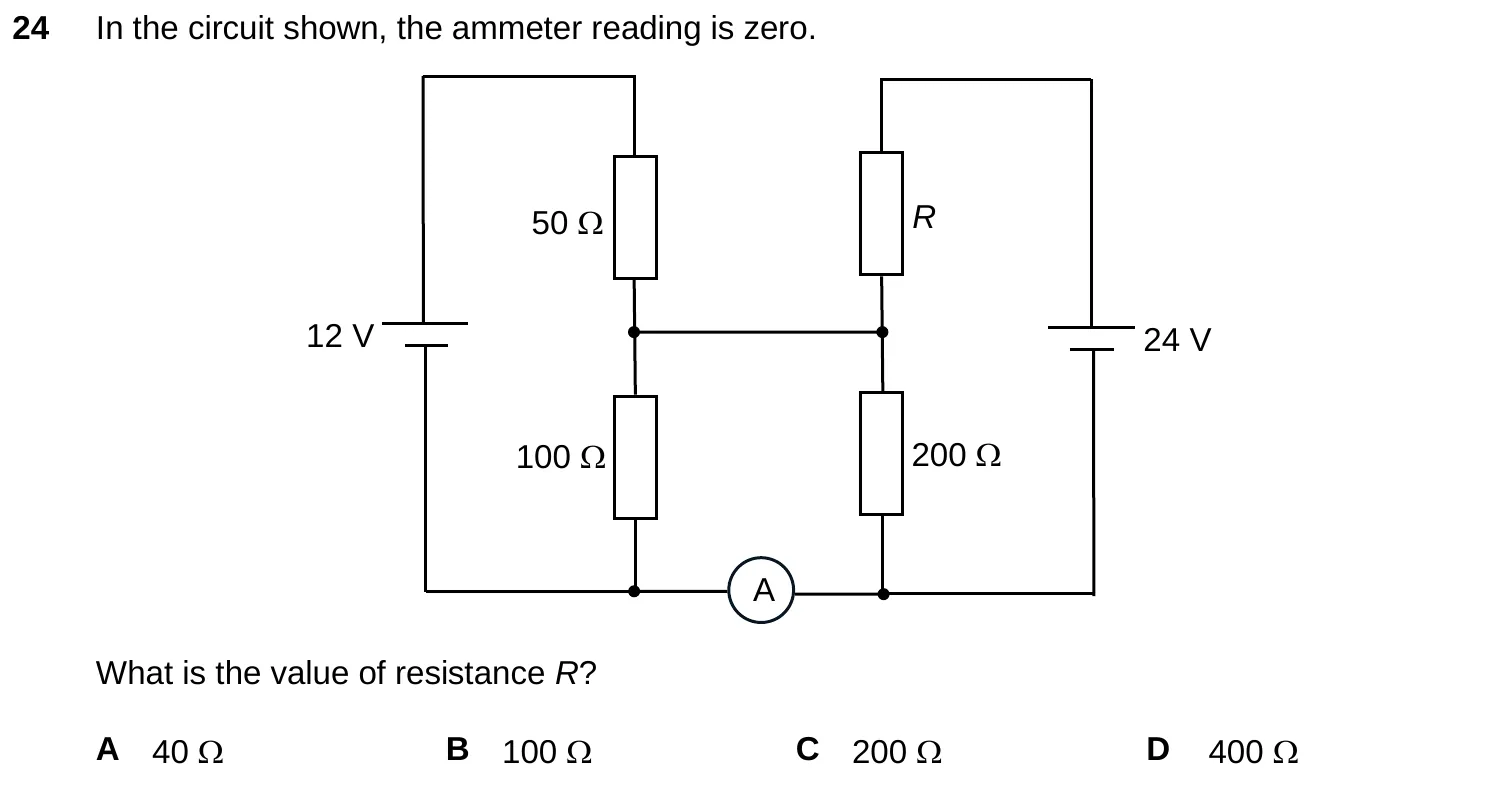 24 In the circuit shown, the ammeter reading is zero.
50 Ω
R
12 V
24 V
100 Ω
200 Ω
A
What is the value of resistance R?
A 40 Ω B 100 Ω C 200 Ω D 400 Ω